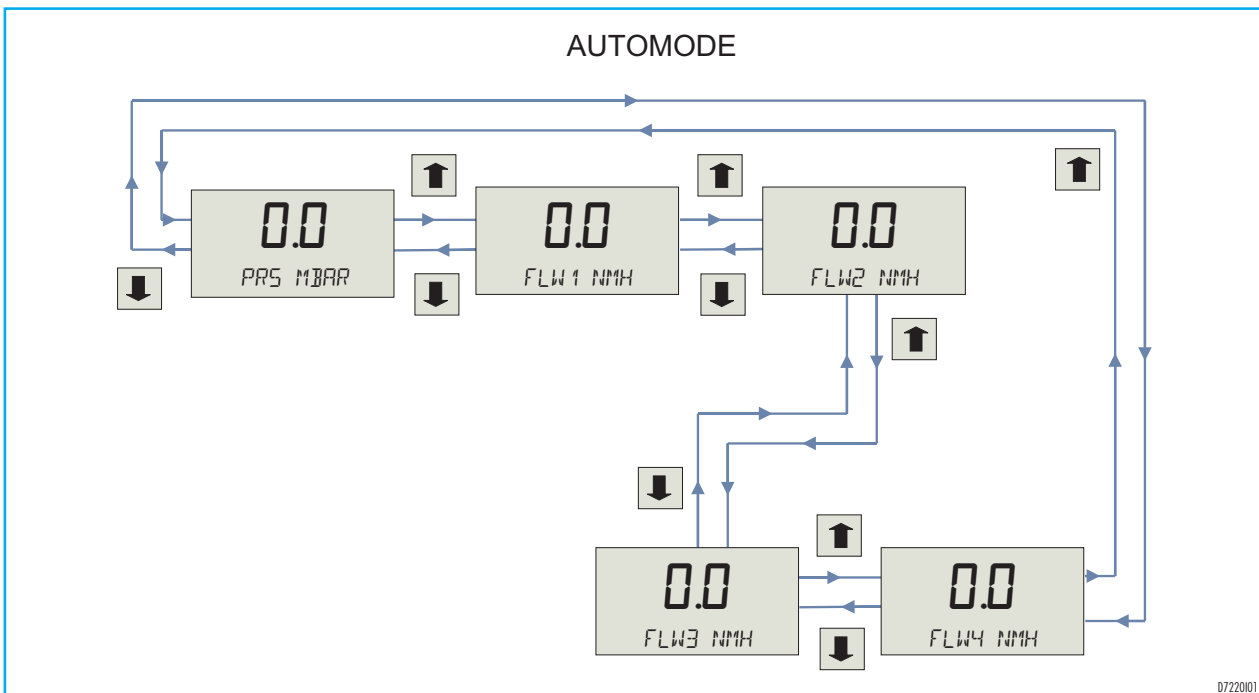 AUTOMODE
0.0
PRS MBAR
0.0
FLW1 NMH
0.0
FLW2 NMH
0.0
FLW3 NMH
0.0
FLW4 NMH
D7220I01